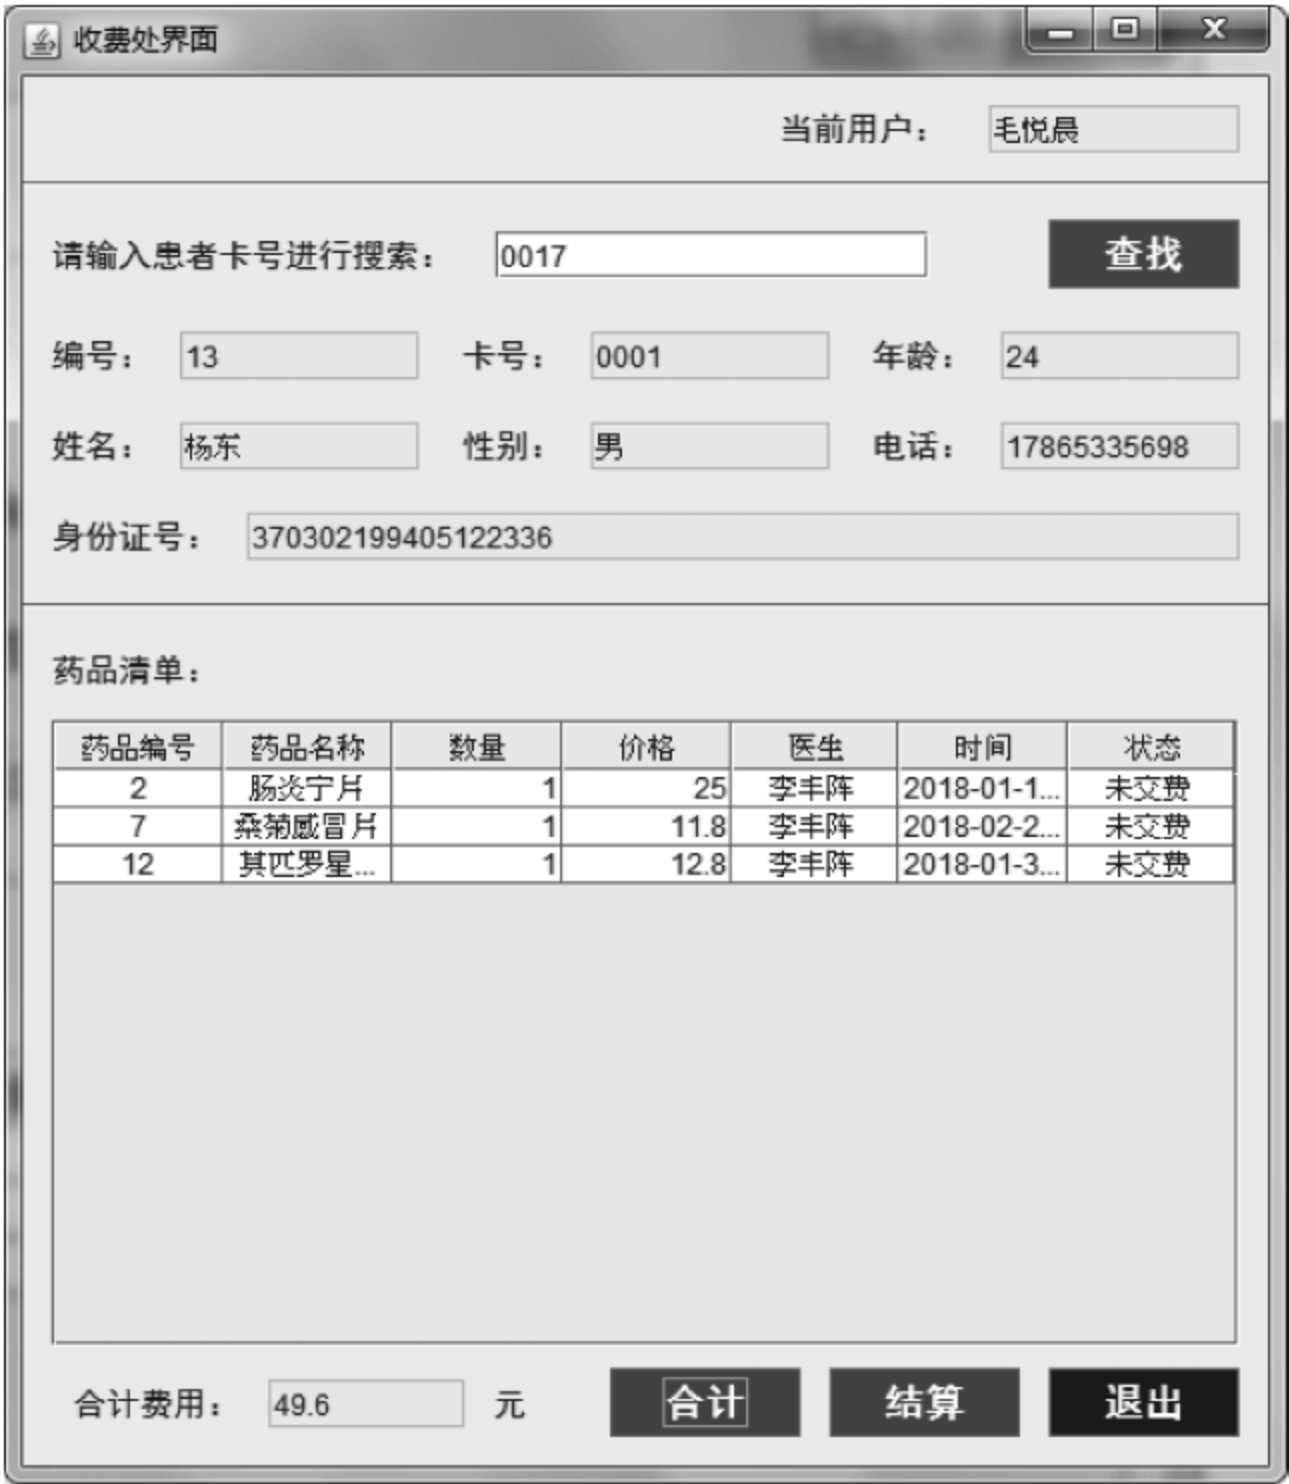 收费处界面
当前用户： 毛悦晨
请输入患者卡号进行搜索： 0017 查找
编号： 13 卡号： 0001 年龄： 24
姓名： 杨东 性别： 男 电话： 17865335698
身份证号： 370302199405122336
药品清单：
药品编号 药品名称 数量 价格 医生 时间 状态
2 肠炎宁片 1 25 李丰阵 2018-01-1... 未交费
7 桑菊感冒片 1 11.8 李丰阵 2018-02-2... 未交费
12 其匹罗星... 1 12.8 李丰阵 2018-01-3... 未交费
合计费用： 49.6 元 合计 结算 退出